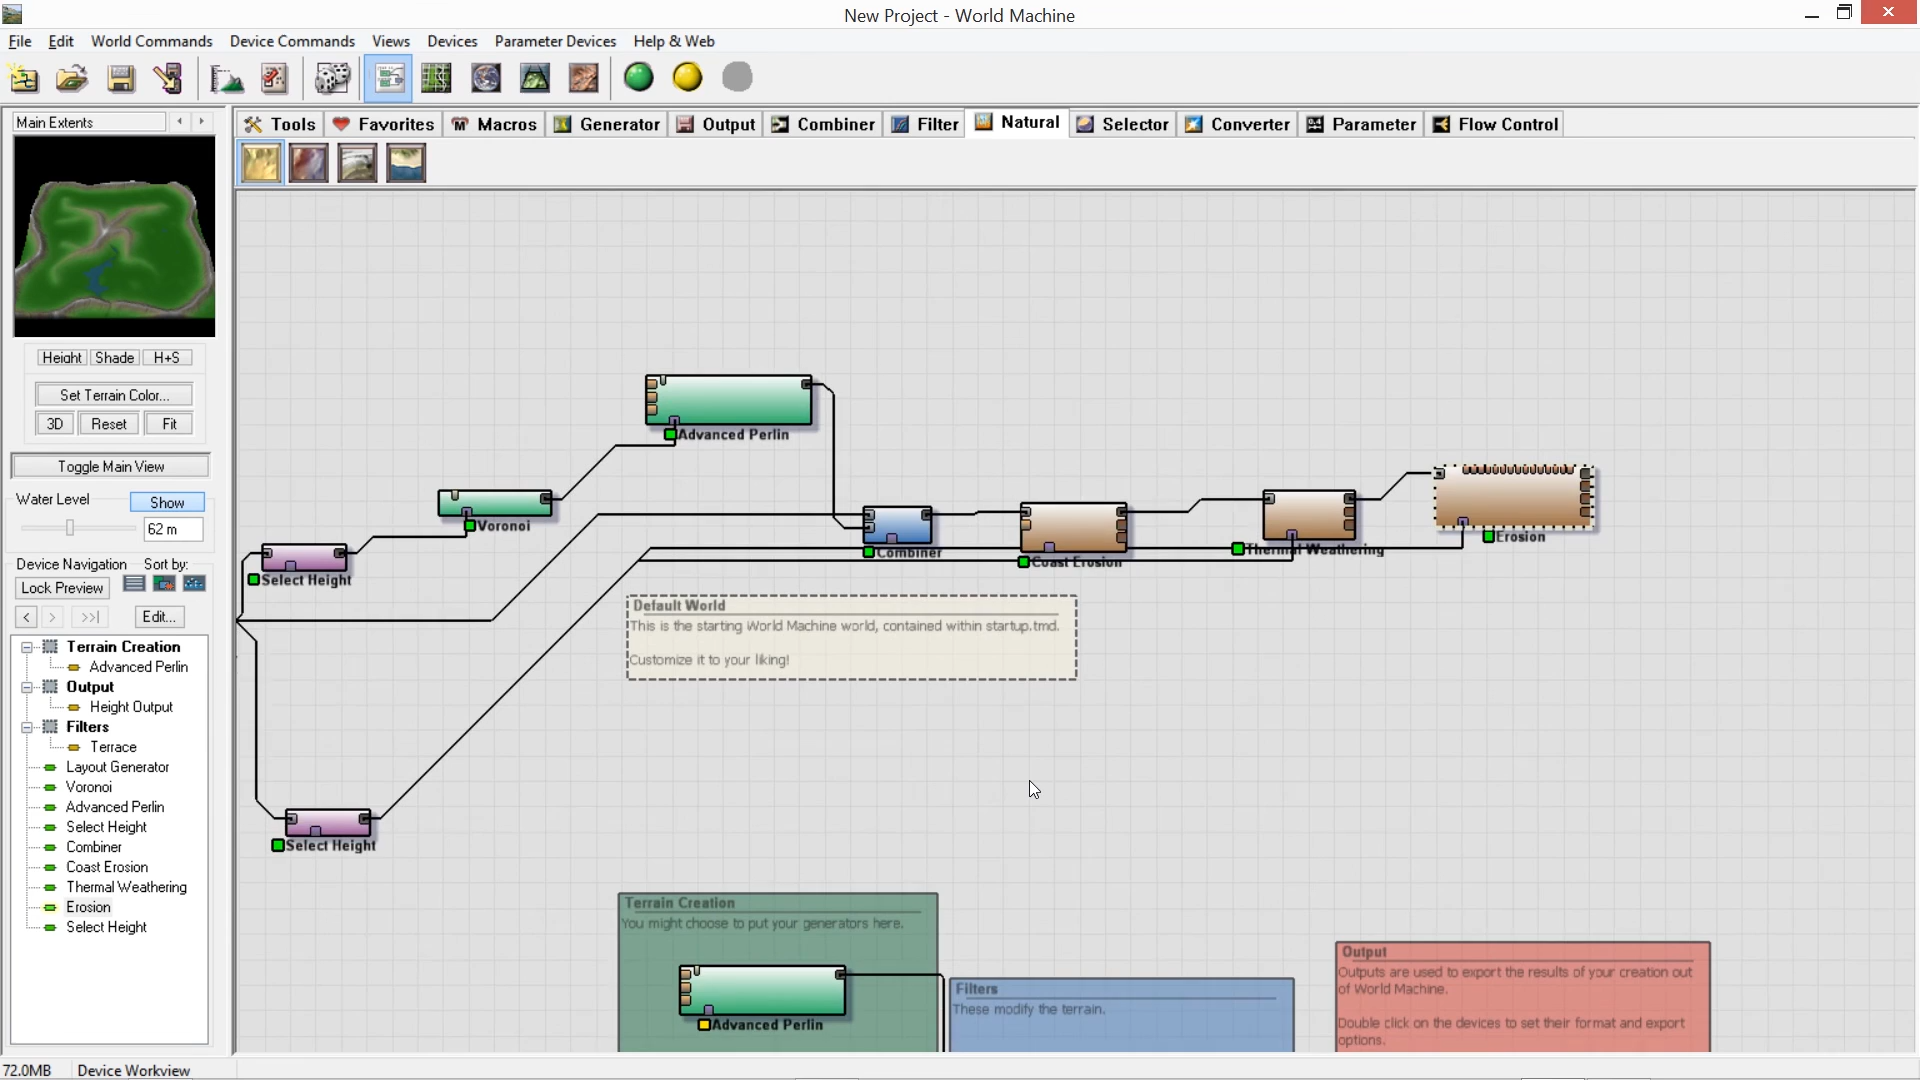 New Project - World Machine
File Edit World Commands Device Commands Views Devices Parameter Devices Help & Web
Main Extents
Tools Favorites Macros Generator Output Combiner Filter Natural Selector Converter Parameter Flow Control
Height Shade H+S
Set Terrain Color...
3D Reset Fit
Toggle Main View
Water Level Show
62 m
Device Navigation Sort by:
Lock Preview
< > >>| Edit...
Terrain Creation
Advanced Perlin
Output
Height Output
Filters
Terrace
Layout Generator
Voronoi
Advanced Perlin
Select Height
Combiner
Coast Erosion
Thermal Weathering
Erosion
Select Height
Advanced Perlin
Voronoi
Select Height
Combiner
Coast Erosion
Thermal Weathering
Erosion
Default World
This is the starting World Machine world, contained within startup.tmd.
Customize it to your liking!
Select Height
Terrain Creation
You might choose to put your generators here.
Advanced Perlin
Filters
These modify the terrain.
Output
Outputs are used to export the results of your creation out
of World Machine.
Double click on the devices to set their format and export
options.
72.0MB Device Workview